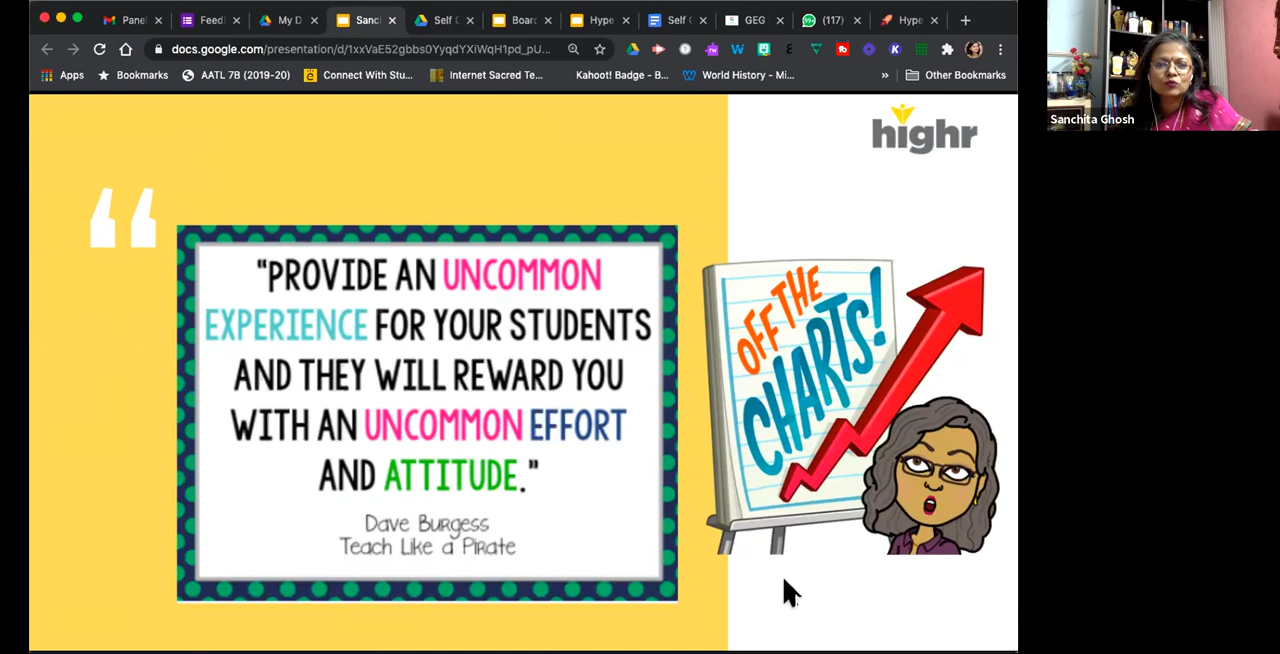 Panel
Feedl
My D
Sanch
Self C
Board
Hype
Self C
GEG
(117)
Hype
docs.google.com/presentation/d/1xxVaE52gbbs0YyqdYXiWqH1pd_pU...
Apps
Bookmarks
AATL 7B (2019-20)
Connect With Stu...
Internet Sacred Te...
Kahoot! Badge - B...
World History - Mi...
»
Other Bookmarks
Sanchita Ghosh
highr
“
"PROVIDE AN UNCOMMON
EXPERIENCE FOR YOUR STUDENTS
AND THEY WILL REWARD YOU
WITH AN UNCOMMON EFFORT
AND ATTITUDE."
Dave Burgess
Teach Like a Pirate
OFF THE
CHARTS!